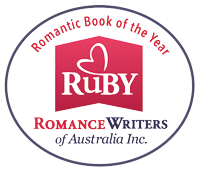 Romantic Book of the Year
RuBY
ROMANCE WRITERS
of Australia Inc.